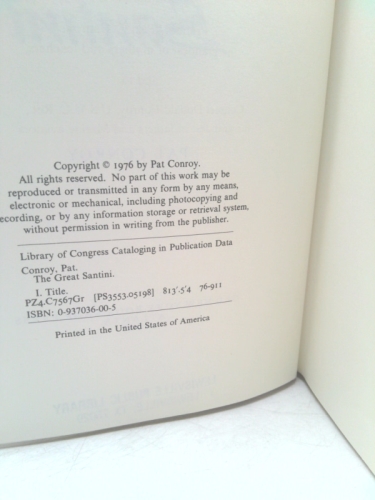 Copyright © 1976 by Pat Conroy.
All rights reserved. No part of this work may be
reproduced or transmitted in any form by any means,
electronic or mechanical, including photocopying and
ecording, or by any information storage or retrieval system,
without permission in writing from the publisher.
Library of Congress Cataloging in Publication Data
Conroy, Pat.
The Great Santini.
I. Title.
PZ4.C7567Gr [PS3553.05198] 813'.5'4 76-911
ISBN: 0-937036-00-5
Printed in the United States of America